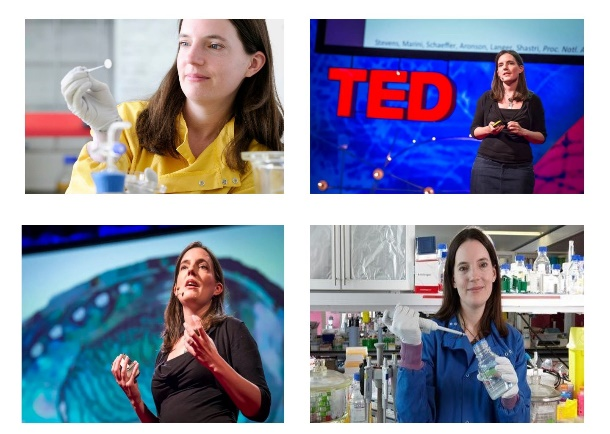 Stevens, Marini, Schaeffer, Aronson, Langer, Shastri, Proc. Natl. A
TED